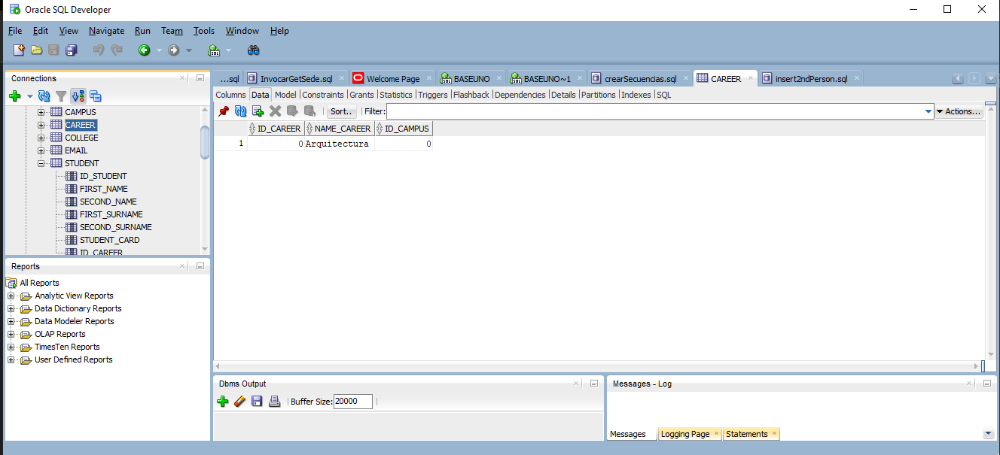 Oracle SQL Developer
File Edit View Navigate Run Team Tools Window Help
Connections
CAMPUS
CAREER
COLLEGE
EMAIL
STUDENT
ID_STUDENT
FIRST_NAME
SECOND_NAME
FIRST_SURNAME
SECOND_SURNAME
STUDENT_CARD
ID_CAREER
Reports
All Reports
Analytic View Reports
Data Dictionary Reports
Data Modeler Reports
OLAP Reports
TimesTen Reports
User Defined Reports
...sql InvocarGetSede.sql Welcome Page BASEUNO BASEUNO~1 crearSecuencias.sql CAREER insert2ndPerson.sql
Columns Data Model Constraints Grants Statistics Triggers Flashback Dependencies Details Partitions Indexes SQL
Sort.. Filter: Actions...
ID_CAREER NAME_CAREER ID_CAMPUS
1 0 Arquitectura 0
Dbms Output
Buffer Size: 20000
Messages - Log
Messages Logging Page Statements